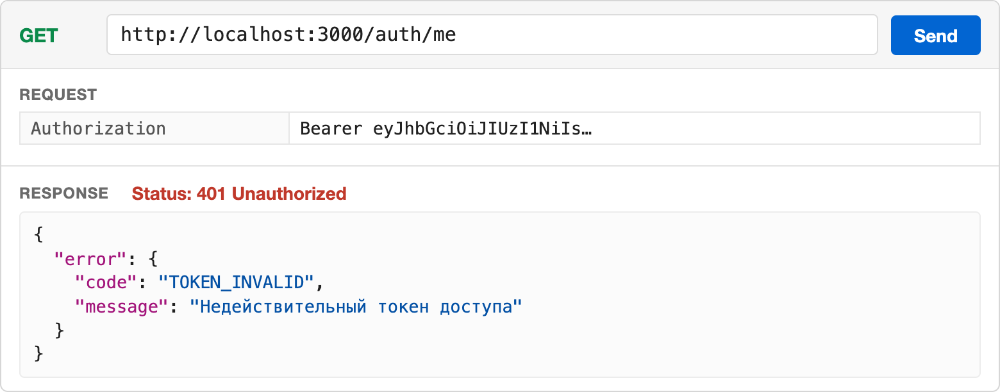 GET http://localhost:3000/auth/me Send
REQUEST
Authorization Bearer eyJhbGciOiJIUzI1NiIs…
RESPONSE Status: 401 Unauthorized
{
  "error": {
    "code": "TOKEN_INVALID",
    "message": "Недействительный токен доступа"
  }
}